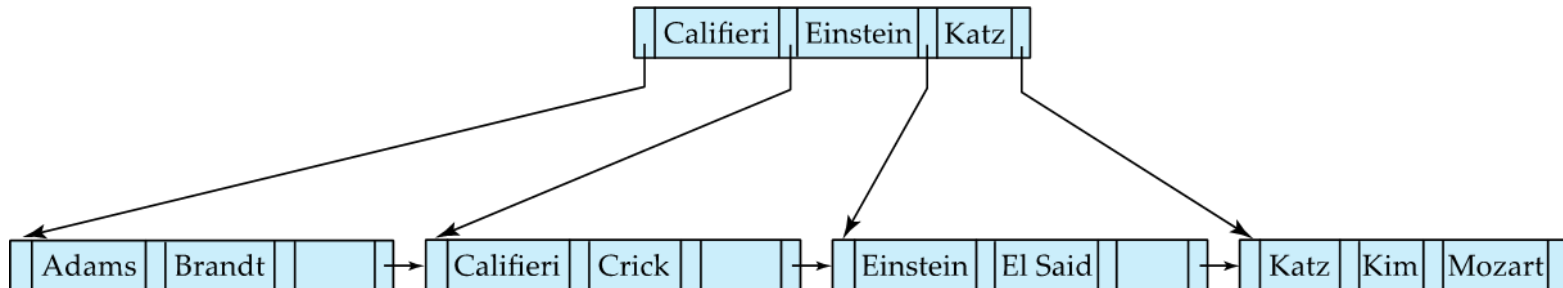 Califieri Einstein Katz
Adams Brandt Califieri Crick Einstein El Said Katz Kim Mozart